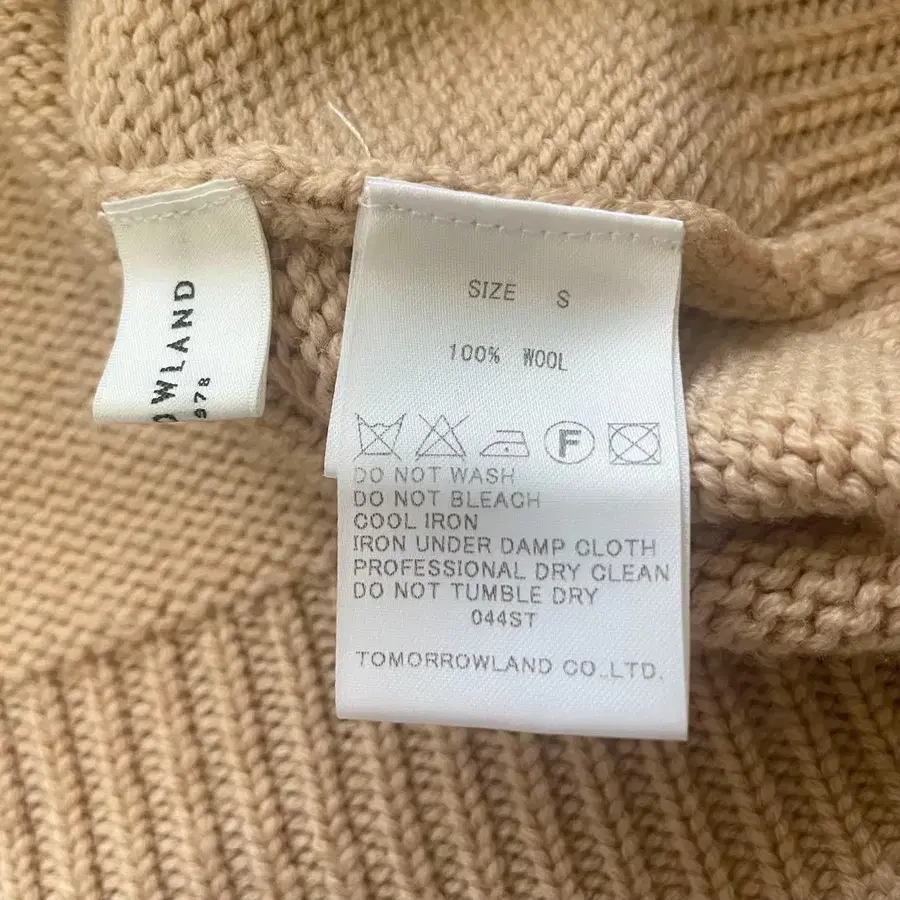 OWLAND
978
SIZE S
100% WOOL
F
DO NOT WASH
DO NOT BLEACH
COOL IRON
IRON UNDER DAMP CLOTH
PROFESSIONAL DRY CLEAN
DO NOT TUMBLE DRY
044ST
TOMORROWLAND CO.,LTD.